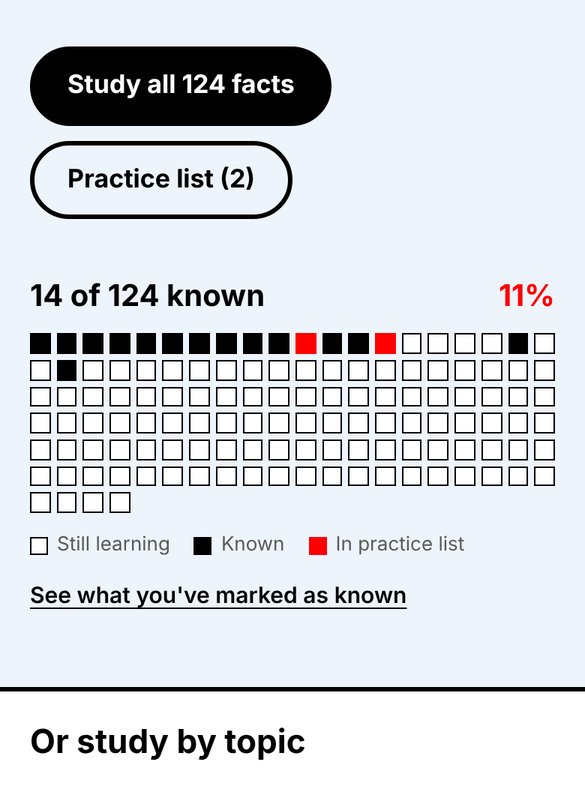 Study all 124 facts
Practice list (2)
14 of 124 known
11%
Still learning
Known
In practice list
See what you've marked as known
Or study by topic